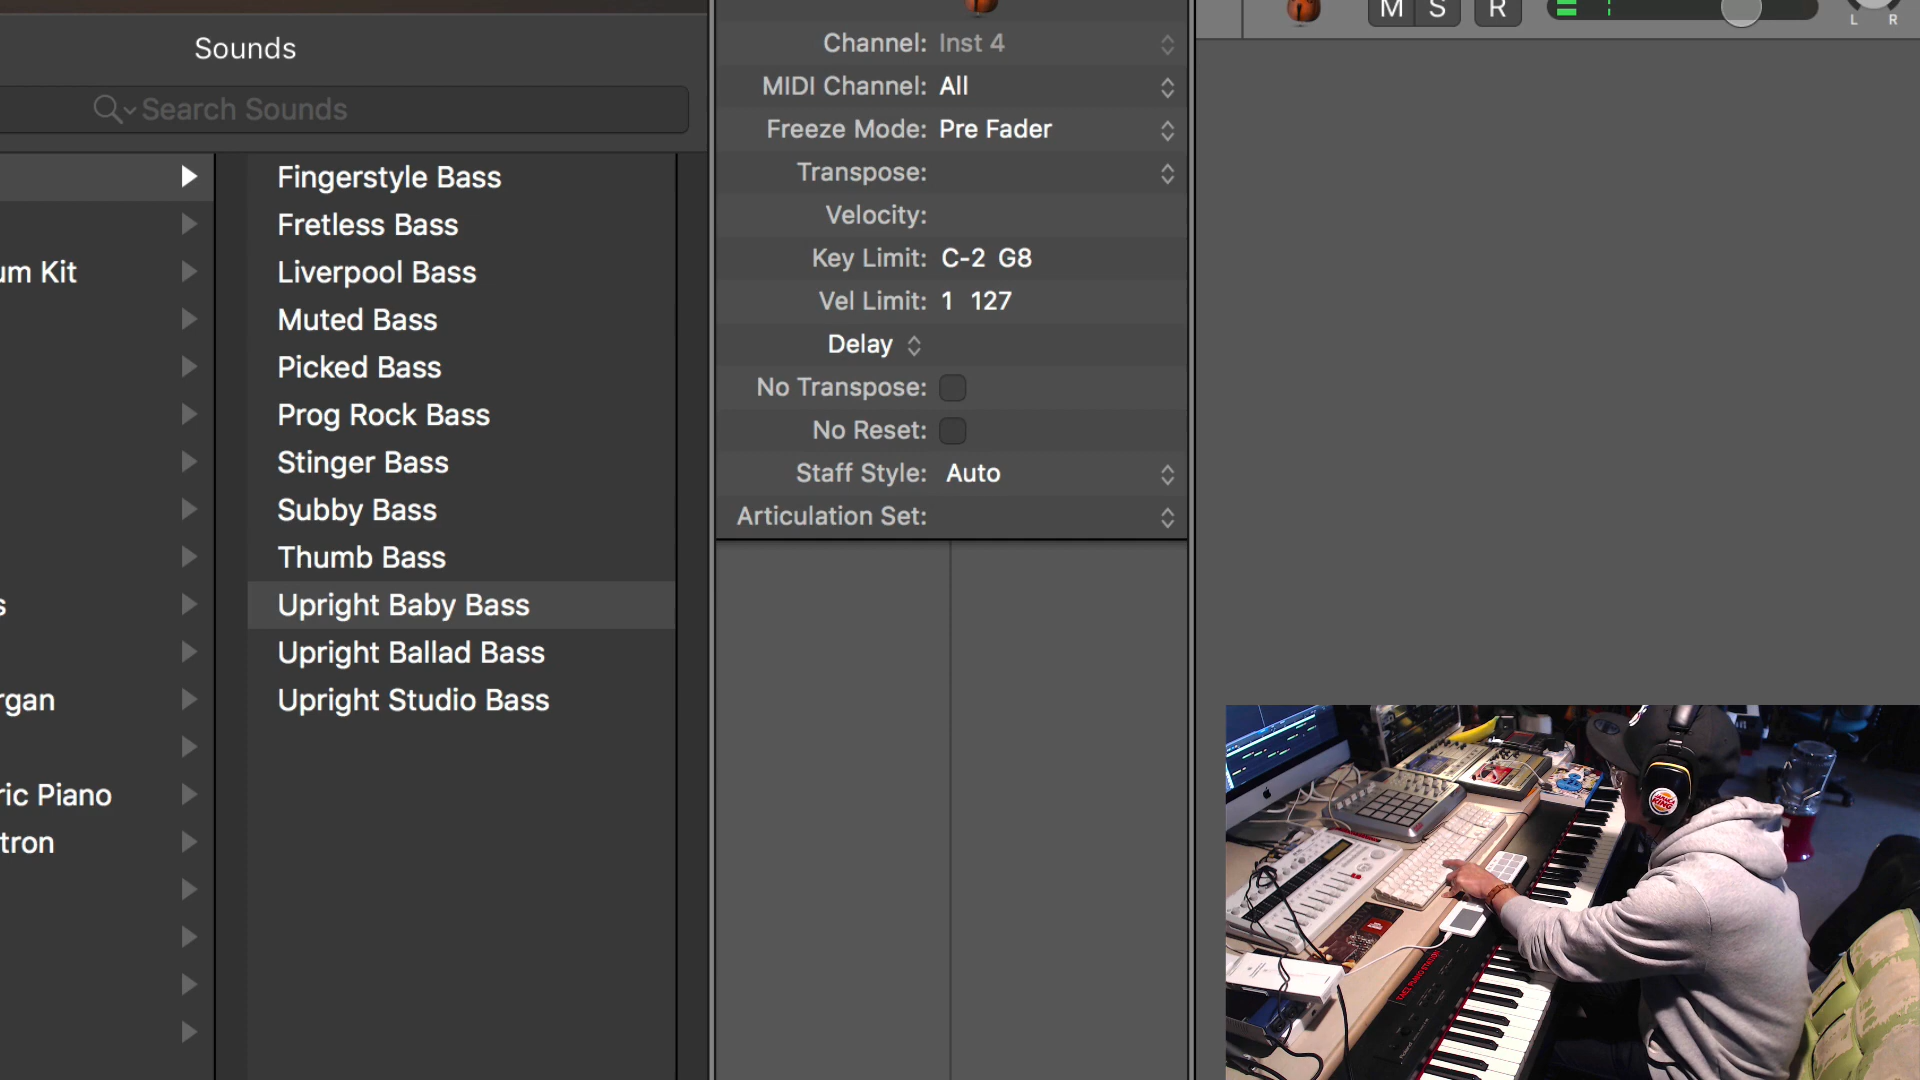 Sounds
Search Sounds
um Kit
s
rgan
ric Piano
tron
Fingerstyle Bass
Fretless Bass
Liverpool Bass
Muted Bass
Picked Bass
Prog Rock Bass
Stinger Bass
Subby Bass
Thumb Bass
Upright Baby Bass
Upright Ballad Bass
Upright Studio Bass
Channel: Inst 4
MIDI Channel: All
Freeze Mode: Pre Fader
Transpose:
Velocity:
Key Limit: C-2 G8
Vel Limit: 1 127
Delay
No Transpose:
No Reset:
Staff Style: Auto
Articulation Set:
M S R
L R
KING